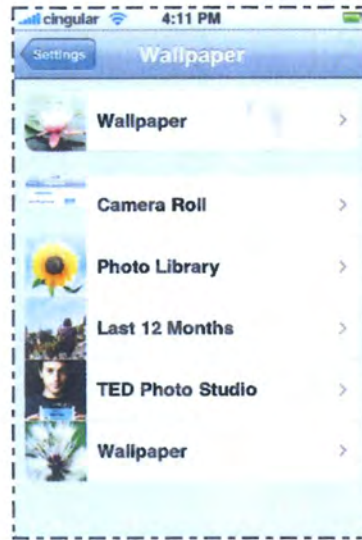 cingular 4:11 PM
Settings Wallpaper
Wallpaper
Camera Roll
Photo Library
Last 12 Months
TED Photo Studio
Wallpaper